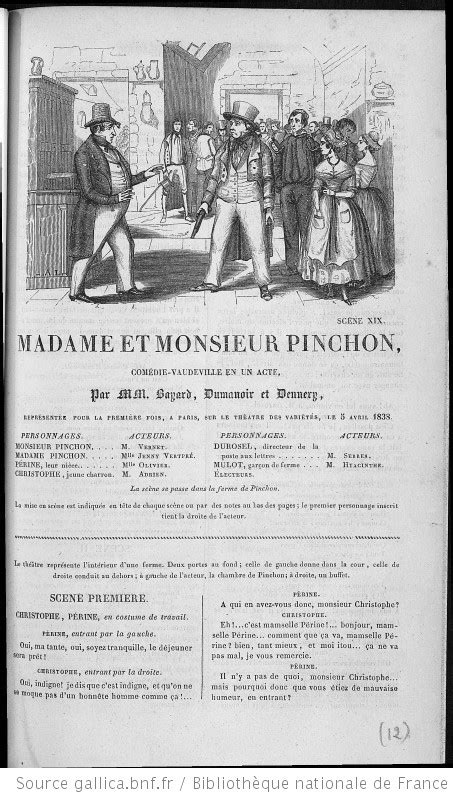 SCÈNE XIX.
MADAME ET MONSIEUR PINCHON,
COMÉDIE-VAUDEVILLE EN UN ACTE,
Par MM. Bayard, Dumanoir et Dennery,
REPRÉSENTÉE POUR LA PREMIÈRE FOIS, A PARIS, SUR LE THÉATRE DES VARIÉTÉS, LE 5 AVRIL 1838.
PERSONNAGES. ACTEURS.
MONSIEUR PINCHON. . . . M. VERNET.
MADAME PINCHON. . . . . Mlle JENNY VERTPRÉ.
PÉRINE, leur nièce. . . . . Mlle OLIVIER.
CHRISTOPHE, jeune charron. M. ADRIEN.
PERSONNAGES. ACTEURS.
DUROSEL, directeur de la
poste aux lettres . . . . . . . M. SERRES.
MULOT, garçon de ferme . . . M. HYACINTHE.
ÉLECTEURS.
La scène se passe dans la ferme de Pinchon.
La mise en scène est indiquée en tête de chaque scène ou par des notes au bas des pages; le premier personnage inscrit
tient la droite de l'acteur.
Le théâtre représente l'intérieur d'une ferme. Deux portes au fond; celle de gauche donne dans la cour, celle de
droite conduit au dehors; à gauche de l'acteur, la chambre de Pinchon; à droite, un buffet.
SCENE PREMIERE.
CHRISTOPHE, PÉRINE, en costume de travail.
PÉRINE, entrant par la gauche.
Oui, ma tante, oui, soyez tranquille, le déjeuner
sera prêt!
CHRISTOPHE, entrant par la droite.
Oui, indigne! je dis que c'est indigne, et qu'on ne
se moque pas d'un honnête homme comme ça!...
PÉRINE.
A qui en avez-vous donc, monsieur Christophe?
CHRISTOPHE.
Eh!... c'est mamselle Périne!... bonjour, mam-
selle Périne... comment que ça va, mamselle Pé-
rine? bien, tant mieux, et moi itou... ça ne va
pas mal, je vous remercie.
PÉRINE.
Il n'y a pas de quoi, monsieur Christophe...
mais pourquoi donc que vous étiez de mauvaise
humeur, en entrant?
(12)
Source gallica.bnf.fr / Bibliothèque nationale de France